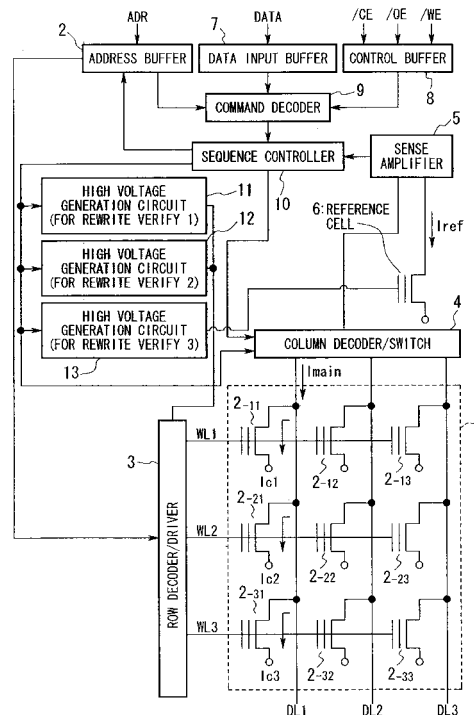 ADR DATA /CE /OE /WE
2 7
ADDRESS BUFFER DATA INPUT BUFFER CONTROL BUFFER
9 8
COMMAND DECODER
5
SEQUENCE CONTROLLER SENSE AMPLIFIER
10
HIGH VOLTAGE GENERATION CIRCUIT (FOR REWRITE VERIFY 1)
11
12
6:REFERENCE CELL
Iref
HIGH VOLTAGE GENERATION CIRCUIT (FOR REWRITE VERIFY 2)
HIGH VOLTAGE GENERATION CIRCUIT (FOR REWRITE VERIFY 3)
4
13
COLUMN DECODER/SWITCH
Imain
3
ROW DECODER/DRIVER
2-11
WL1
Ic1 2-12 2-13
2-21
WL2
Ic2 2-22 2-23
2-31
WL3
Ic3 2-32 2-33
DL1 DL2 DL3